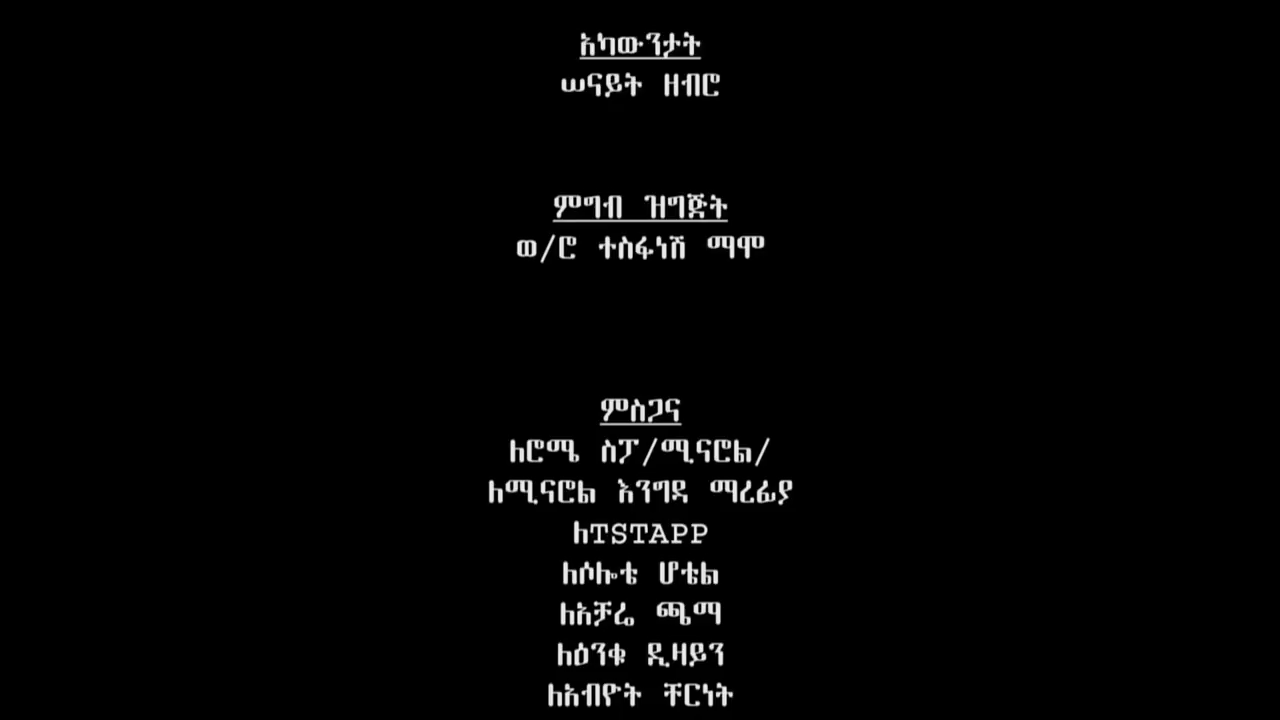 አካውንታት
ሠናይት ዘብሮ
ምግብ ዝግጅት
ወ/ሮ ተስፋነሽ ማሞ
ምስጋና
ለሮሜ ስፓ/ሚናሮል/
ለሚናሮል እንግዳ ማረፊያ
ለTSTAPP
ለሶሎቴ ሆቴል
ለአቻሬ ጫማ
ለዕንቁ ዲዛይን
ለአብዮት ቸርነት